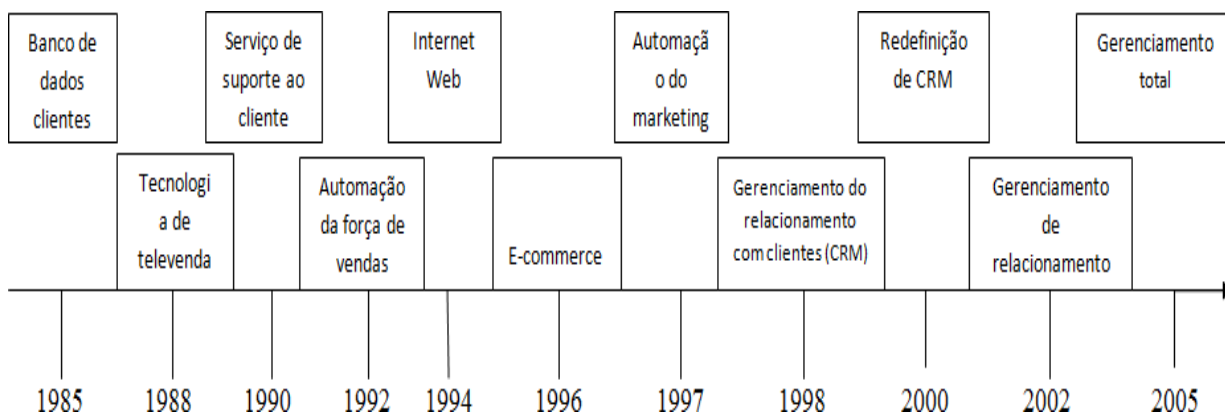 Banco de
dados
clientes
Serviço de
suporte ao
cliente
Internet
Web
Automaçã
o do
marketing
Redefinição
de CRM
Gerenciamento
total
Tecnologi
a de
televenda
Automação
da força de
vendas
E-commerce
Gerenciamento do
relacionamento
com clientes (CRM)
Gerenciamento
de
relacionamento
1985
1988
1990
1992
1994
1996
1997
1998
2000
2002
2005